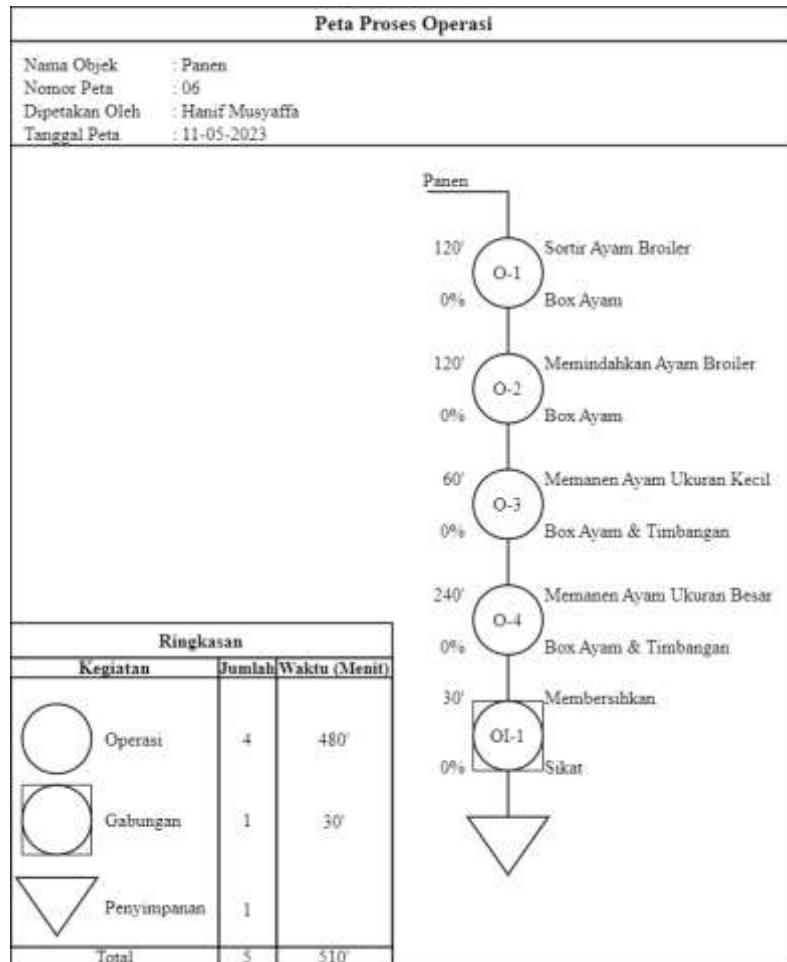 Peta Proses Operasi
Nama Objek : Panen
Nomor Peta : 06
Dipetakan Oleh : Hanif Musyaffa
Tanggal Peta : 11-05-2023
Panen
120' Sortir Ayam Broiler
O-1
0% Box Ayam
120' Memindahkan Ayam Broiler
O-2
0% Box Ayam
60' Memanen Ayam Ukuran Kecil
O-3
0% Box Ayam & Timbangan
240' Memanen Ayam Ukuran Besar
O-4
0% Box Ayam & Timbangan
30' Membersihkan
OI-1
0% Sikat
Ringkasan
Kegiatan Jumlah Waktu (Menit)
Operasi 4 480'
Gabungan 1 30'
Penyimpanan 1
Total 5 510'